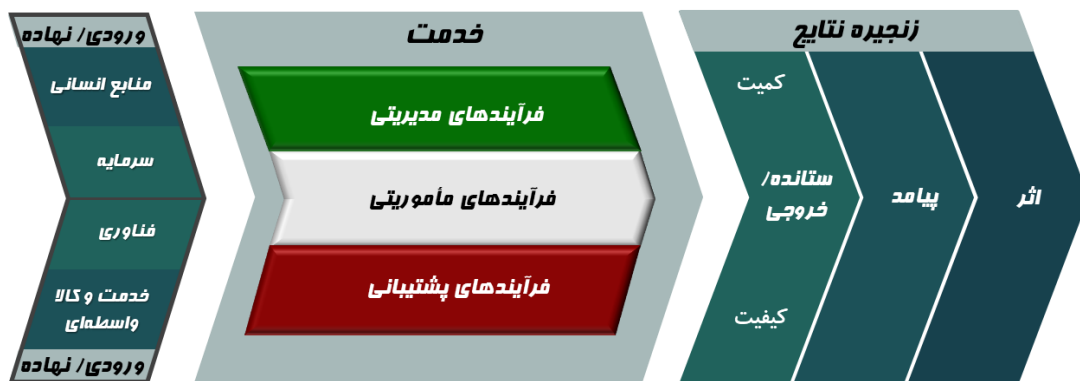 ورودی/ نهاده
منابع انسانی
سرمایه
فناوری
خدمت و کالا
واسطه‌ای
ورودی/ نهاده
خدمت
فرآیندهای مدیریتی
فرآیندهای مأموریتی
فرآیندهای پشتیبانی
زنجیره نتایج
کمیت
ستانده/
خروجی
کیفیت
پیامد
اثر